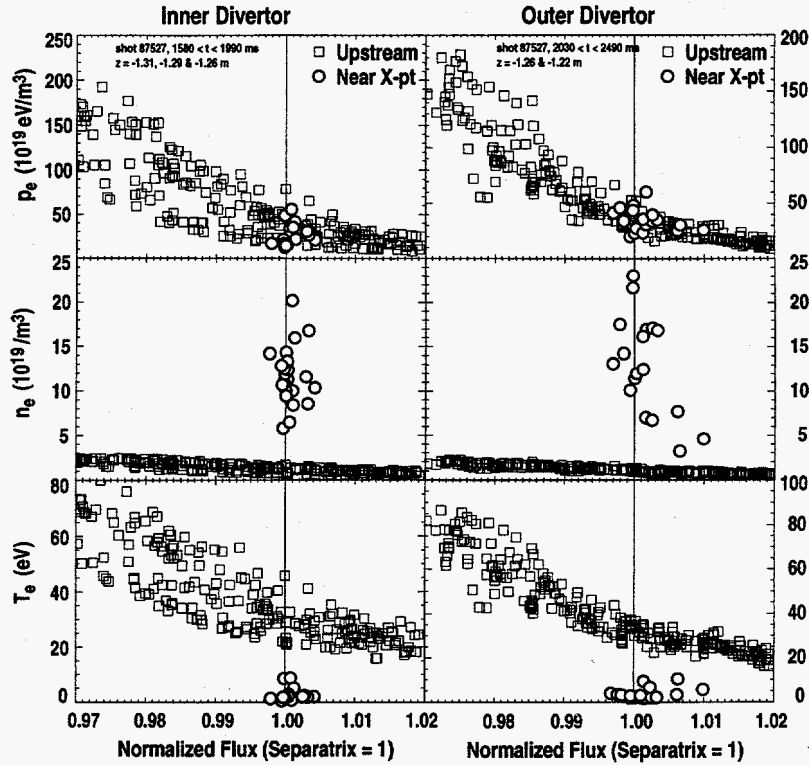 Inner Divertor
Outer Divertor
shot 87527, 1580 < t < 1990 ms
z = -1.31, -1.29 & -1.26 m
Upstream
Near X-pt
shot 87527, 2030 < t < 2490 ms
z = -1.26 & -1.22 m
Upstream
Near X-pt
250
200
150
100
50
p_e (10^19 eV/m^3)
200
150
100
50
0
25
20
15
10
5
n_e (10^19/m^3)
25
20
15
10
5
80
60
40
20
0
T_e (eV)
100
80
60
40
20
0
0.97 0.98 0.99 1.00 1.01 1.02
0.98 0.99 1.00 1.01 1.02
Normalized Flux (Separatrix = 1)
Normalized Flux (Separatrix = 1)